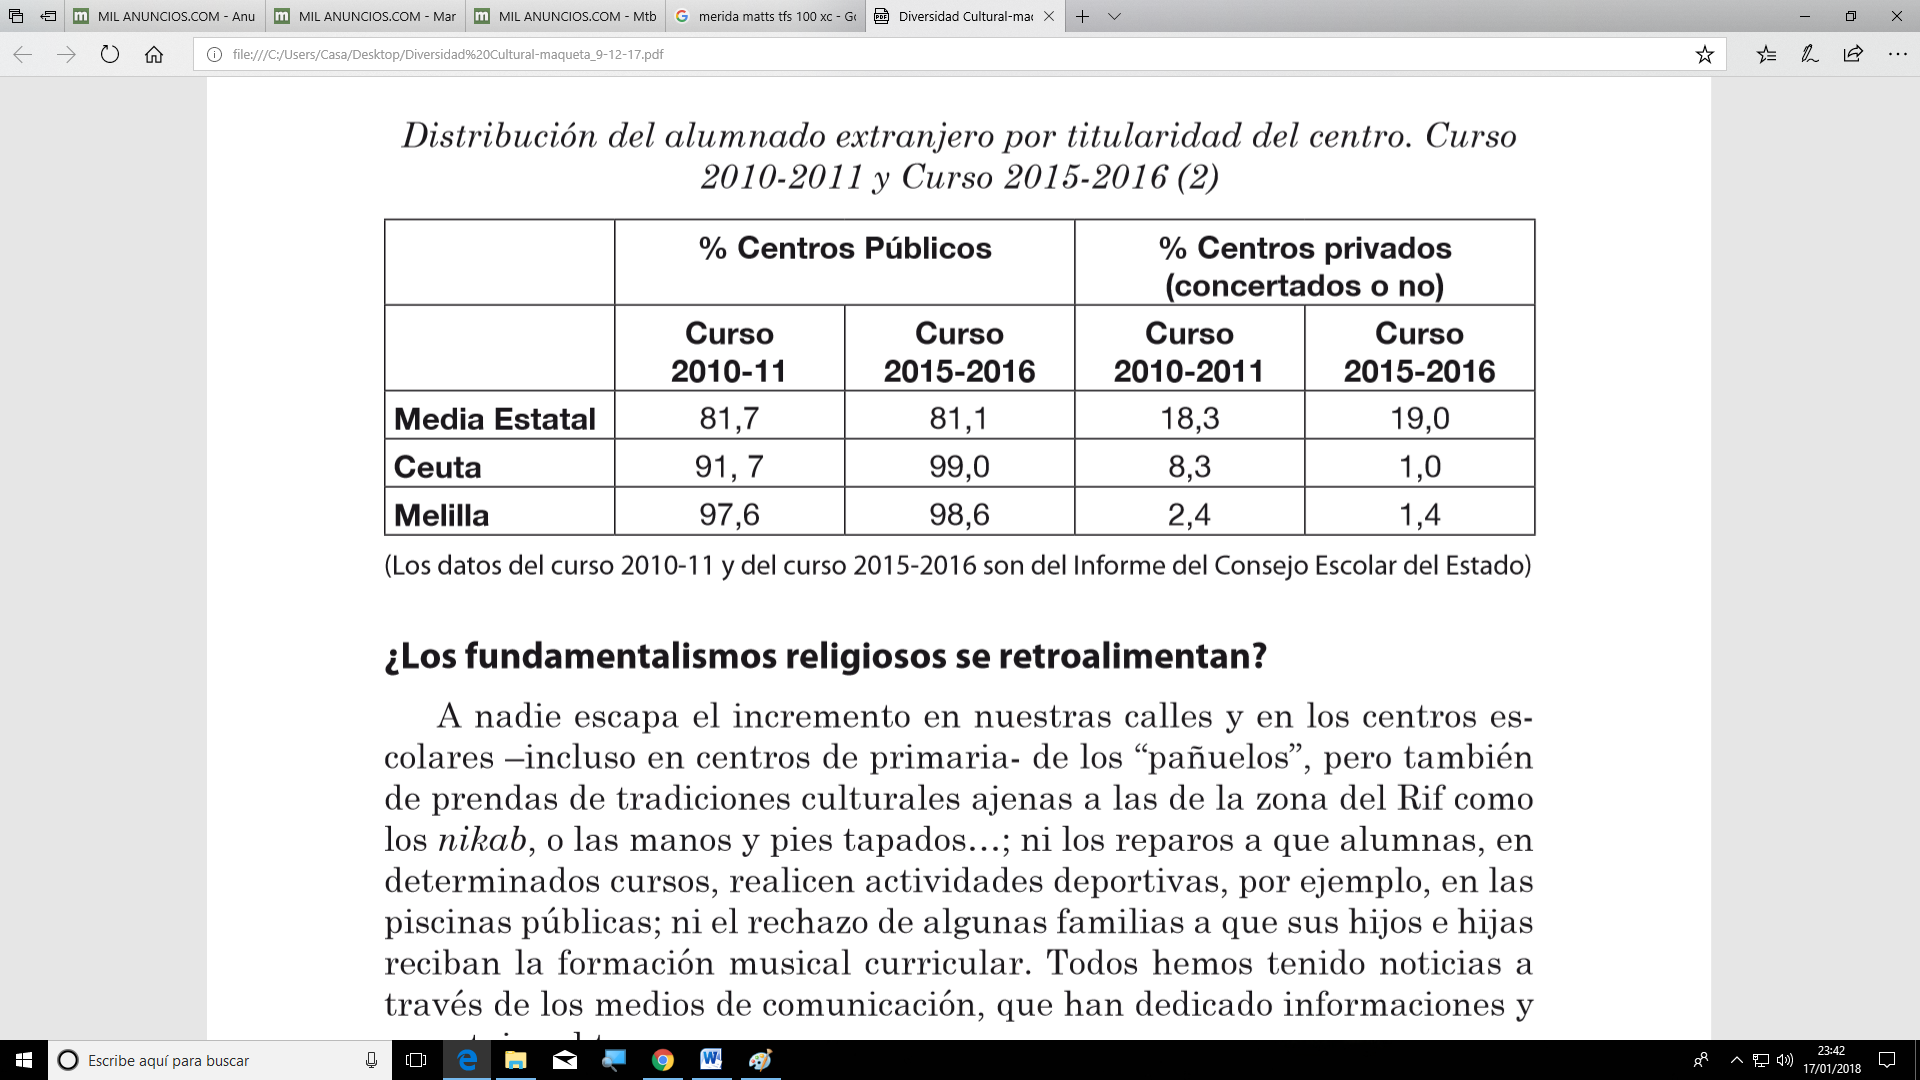 MIL ANUNCIOS.COM - Anu
MIL ANUNCIOS.COM - Mar
MIL ANUNCIOS.COM - Mtb
merida matts tfs 100 xc - Go
Diversidad Cultural-maq
file:///C:/Users/Casa/Desktop/Diversidad%20Cultural-maqueta_9-12-17.pdf
Distribución del alumnado extranjero por titularidad del centro. Curso
2010-2011 y Curso 2015-2016 (2)
% Centros Públicos
% Centros privados
(concertados o no)
Curso
2010-11
Curso
2015-2016
Curso
2010-2011
Curso
2015-2016
Media Estatal 81,7 81,1 18,3 19,0
Ceuta 91, 7 99,0 8,3 1,0
Melilla 97,6 98,6 2,4 1,4
(Los datos del curso 2010-11 y del curso 2015-2016 son del Informe del Consejo Escolar del Estado)
¿Los fundamentalismos religiosos se retroalimentan?
A nadie escapa el incremento en nuestras calles y en los centros es-
colares –incluso en centros de primaria- de los “pañuelos”, pero también
de prendas de tradiciones culturales ajenas a las de la zona del Rif como
los nikab, o las manos y pies tapados…; ni los reparos a que alumnas, en
determinados cursos, realicen actividades deportivas, por ejemplo, en las
piscinas públicas; ni el rechazo de algunas familias a que sus hijos e hijas
reciban la formación musical curricular. Todos hemos tenido noticias a
través de los medios de comunicación, que han dedicado informaciones y
Escribe aquí para buscar
23:42
17/01/2018